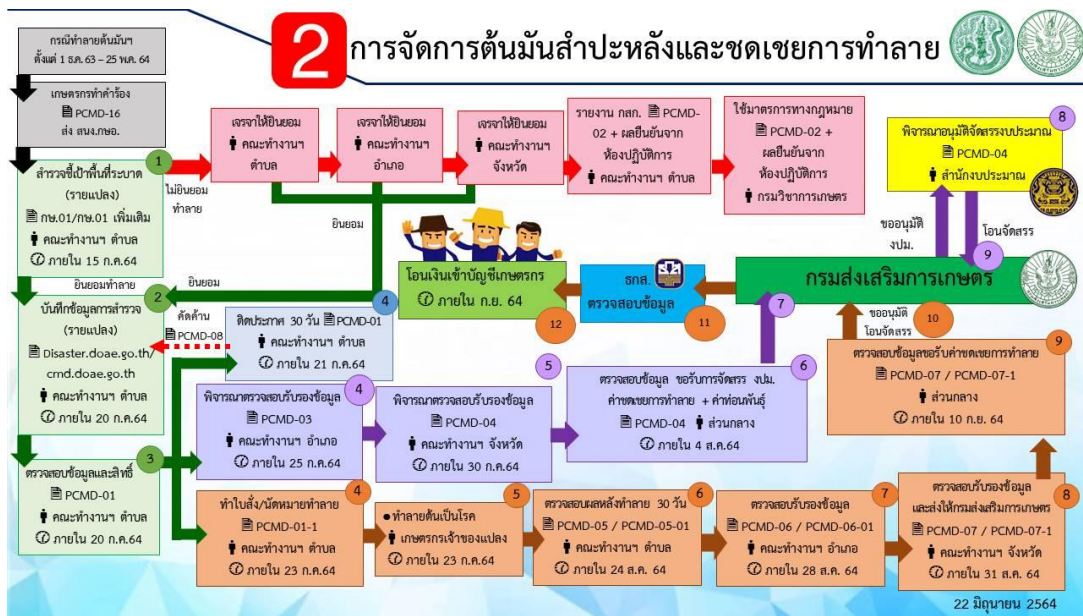 2 การจัดการต้นมันสำปะหลังและชดเชยการทำลาย
กรณีทำลายต้นมันฯ
ตั้งแต่ 1 ธ.ค. 63 – 25 พ.ค. 64
เกษตรกรทำคำร้อง
PCMD-16
ส่ง สนง.กษอ.
1
สำรวจชี้เป้าพื้นที่ระบาด
(รายแปลง)
กษ.01/กษ.01 เพิ่มเติม
คณะทำงานฯ ตำบล
ภายใน 15 ก.ค.64
ไม่ยินยอม
ทำลาย
เจรจาให้ยินยอม
คณะทำงานฯ
ตำบล
เจรจาให้ยินยอม
คณะทำงานฯ
อำเภอ
เจรจาให้ยินยอม
คณะทำงานฯ
จังหวัด
รายงาน กสก. PCMD-
02 + ผลยืนยันจาก
ห้องปฏิบัติการ
คณะทำงานฯ ตำบล
ใช้มาตรการทางกฎหมาย
PCMD-02 +
ผลยืนยันจาก
ห้องปฏิบัติการ
กรมวิชาการเกษตร
8
พิจารณาอนุมัติจัดสรรงบประมาณ
PCMD-04
สำนักงบประมาณ
ยินยอม
ขออนุมัติ
งปม.
โอนจัดสรร
9
กรมส่งเสริมการเกษตร
ธกส.
ตรวจสอบข้อมูล
11
โอนเงินเข้าบัญชีเกษตรกร
ภายใน ก.ย. 64
12
ยินยอมทำลาย
ยินยอม
2
บันทึกข้อมูลการสำรวจ
(รายแปลง)
Disaster.doae.go.th/
cmd.doae.go.th
คณะทำงานฯ ตำบล
ภายใน 20 ก.ค.64
คัดค้าน
PCMD-08
4
ติดประกาศ 30 วัน PCMD-01
คณะทำงานฯ ตำบล
ภายใน 21 ก.ค.64
7
ขออนุมัติ
โอนจัดสรร
10
4
พิจารณาตรวจสอบรับรองข้อมูล
PCMD-03
คณะทำงานฯ อำเภอ
ภายใน 25 ก.ค.64
5
พิจารณาตรวจสอบรับรองข้อมูล
PCMD-04
คณะทำงานฯ จังหวัด
ภายใน 30 ก.ค.64
6
ตรวจสอบข้อมูล ขอรับการจัดสรร งปม.
ค่าชดเชยการทำลาย + ค่าท่อนพันธุ์
PCMD-04 ส่วนกลาง
ภายใน 4 ส.ค.64
9
ตรวจสอบข้อมูลขอรับค่าชดเชยการทำลาย
PCMD-07 / PCMD-07-1
ส่วนกลาง
ภายใน 10 ก.ย. 64
3
ตรวจสอบข้อมูลและสิทธิ์
PCMD-01
คณะทำงานฯ ตำบล
ภายใน 20 ก.ค.64
4
ทำใบสั่ง/นัดหมายทำลาย
PCMD-01-1
คณะทำงานฯ ตำบล
ภายใน 23 ก.ค.64
5
●ทำลายต้นเป็นโรค
เกษตรกรเจ้าของแปลง
ภายใน 23 ก.ค.64
6
ตรวจสอบผลหลังทำลาย 30 วัน
PCMD-05 / PCMD-05-01
คณะทำงานฯ ตำบล
ภายใน 24 ส.ค. 64
7
ตรวจสอบรับรองข้อมูล
PCMD-06 / PCMD-06-01
คณะทำงานฯ อำเภอ
ภายใน 28 ส.ค. 64
8
ตรวจสอบรับรองข้อมูล
และส่งให้กรมส่งเสริมการเกษตร
PCMD-07 / PCMD-07-1
คณะทำงานฯ จังหวัด
ภายใน 31 ส.ค. 64
22 มิถุนายน 2564